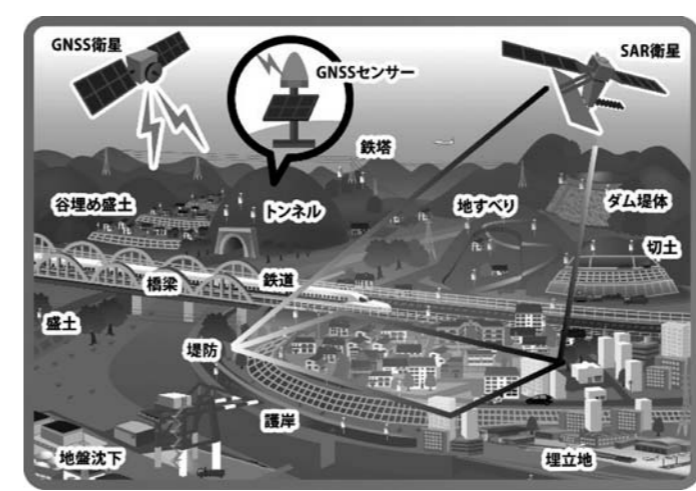 GNSS衛星
GNSSセンサー
SAR衛星
鉄塔
谷埋め盛土
トンネル
地すべり
ダム堤体
切土
橋梁
鉄道
盛土
堤防
護岸
地盤沈下
埋立地